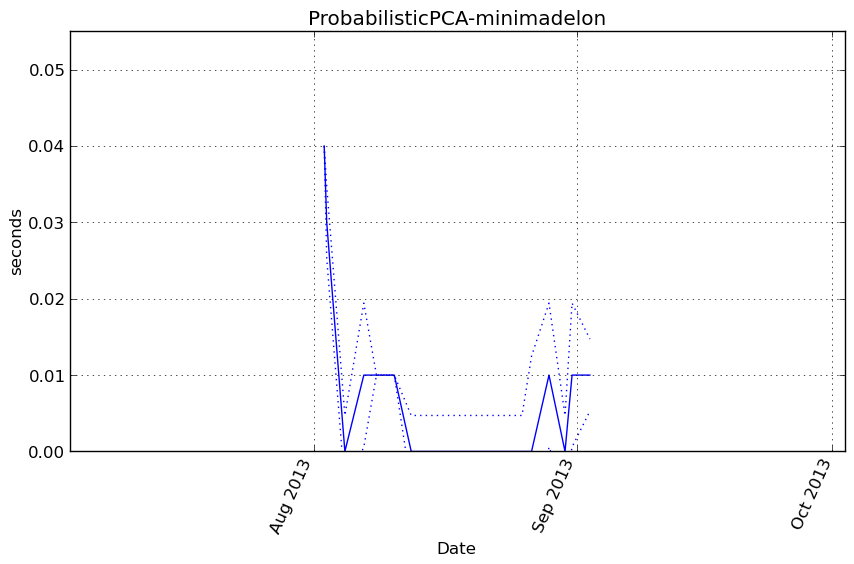 ProbabilisticPCA-minimadelon
0.05
0.04
0.03
0.02
0.01
0.00
seconds
Aug 2013
Sep 2013
Oct 2013
Date